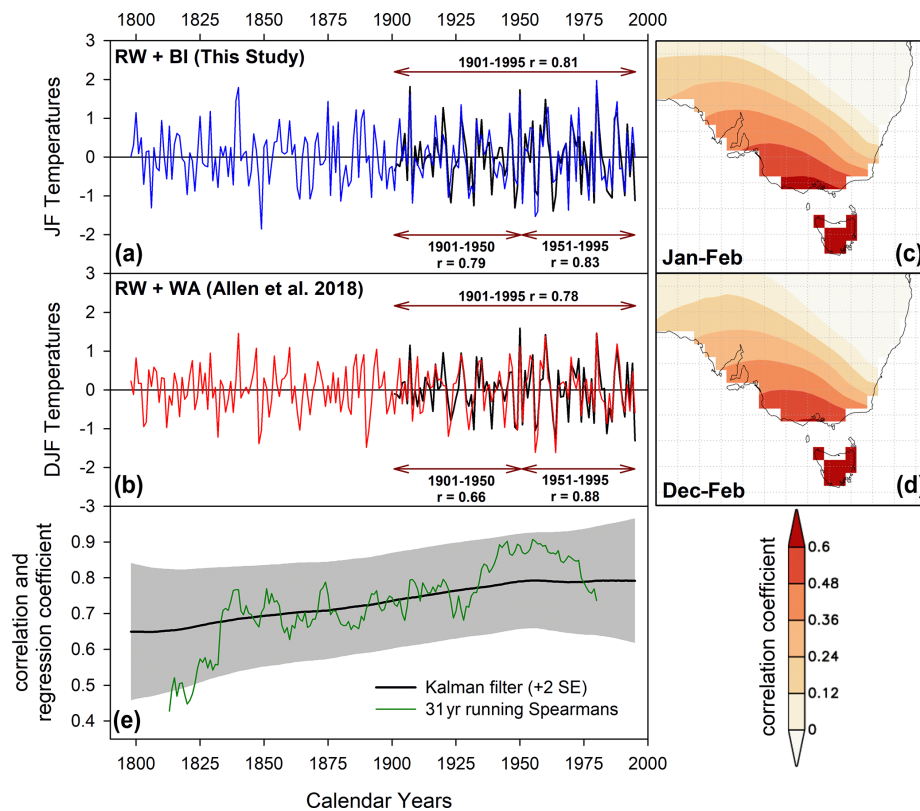 1800 1825 1850 1875 1900 1925 1950 1975 2000
3
2
1
0
-1
-2
JF Temperatures
RW + BI (This Study)
1901-1995 r = 0.81
1901-1950
r = 0.79
1951-1995
r = 0.83
(a)
Jan-Feb
(c)
3
2
1
0
-1
-2
-3
DJF Temperatures
RW + WA (Allen et al. 2018)
1901-1995 r = 0.78
1901-1950
r = 0.66
1951-1995
r = 0.88
(b)
Dec-Feb
(d)
0.9
0.8
0.7
0.6
0.5
0.4
correlation and
regression coefficient
Kalman filter (+2 SE)
31yr running Spearmans
(e)
1800 1825 1850 1875 1900 1925 1950 1975 2000
Calendar Years
correlation coefficient
0.6
0.48
0.36
0.24
0.12
0